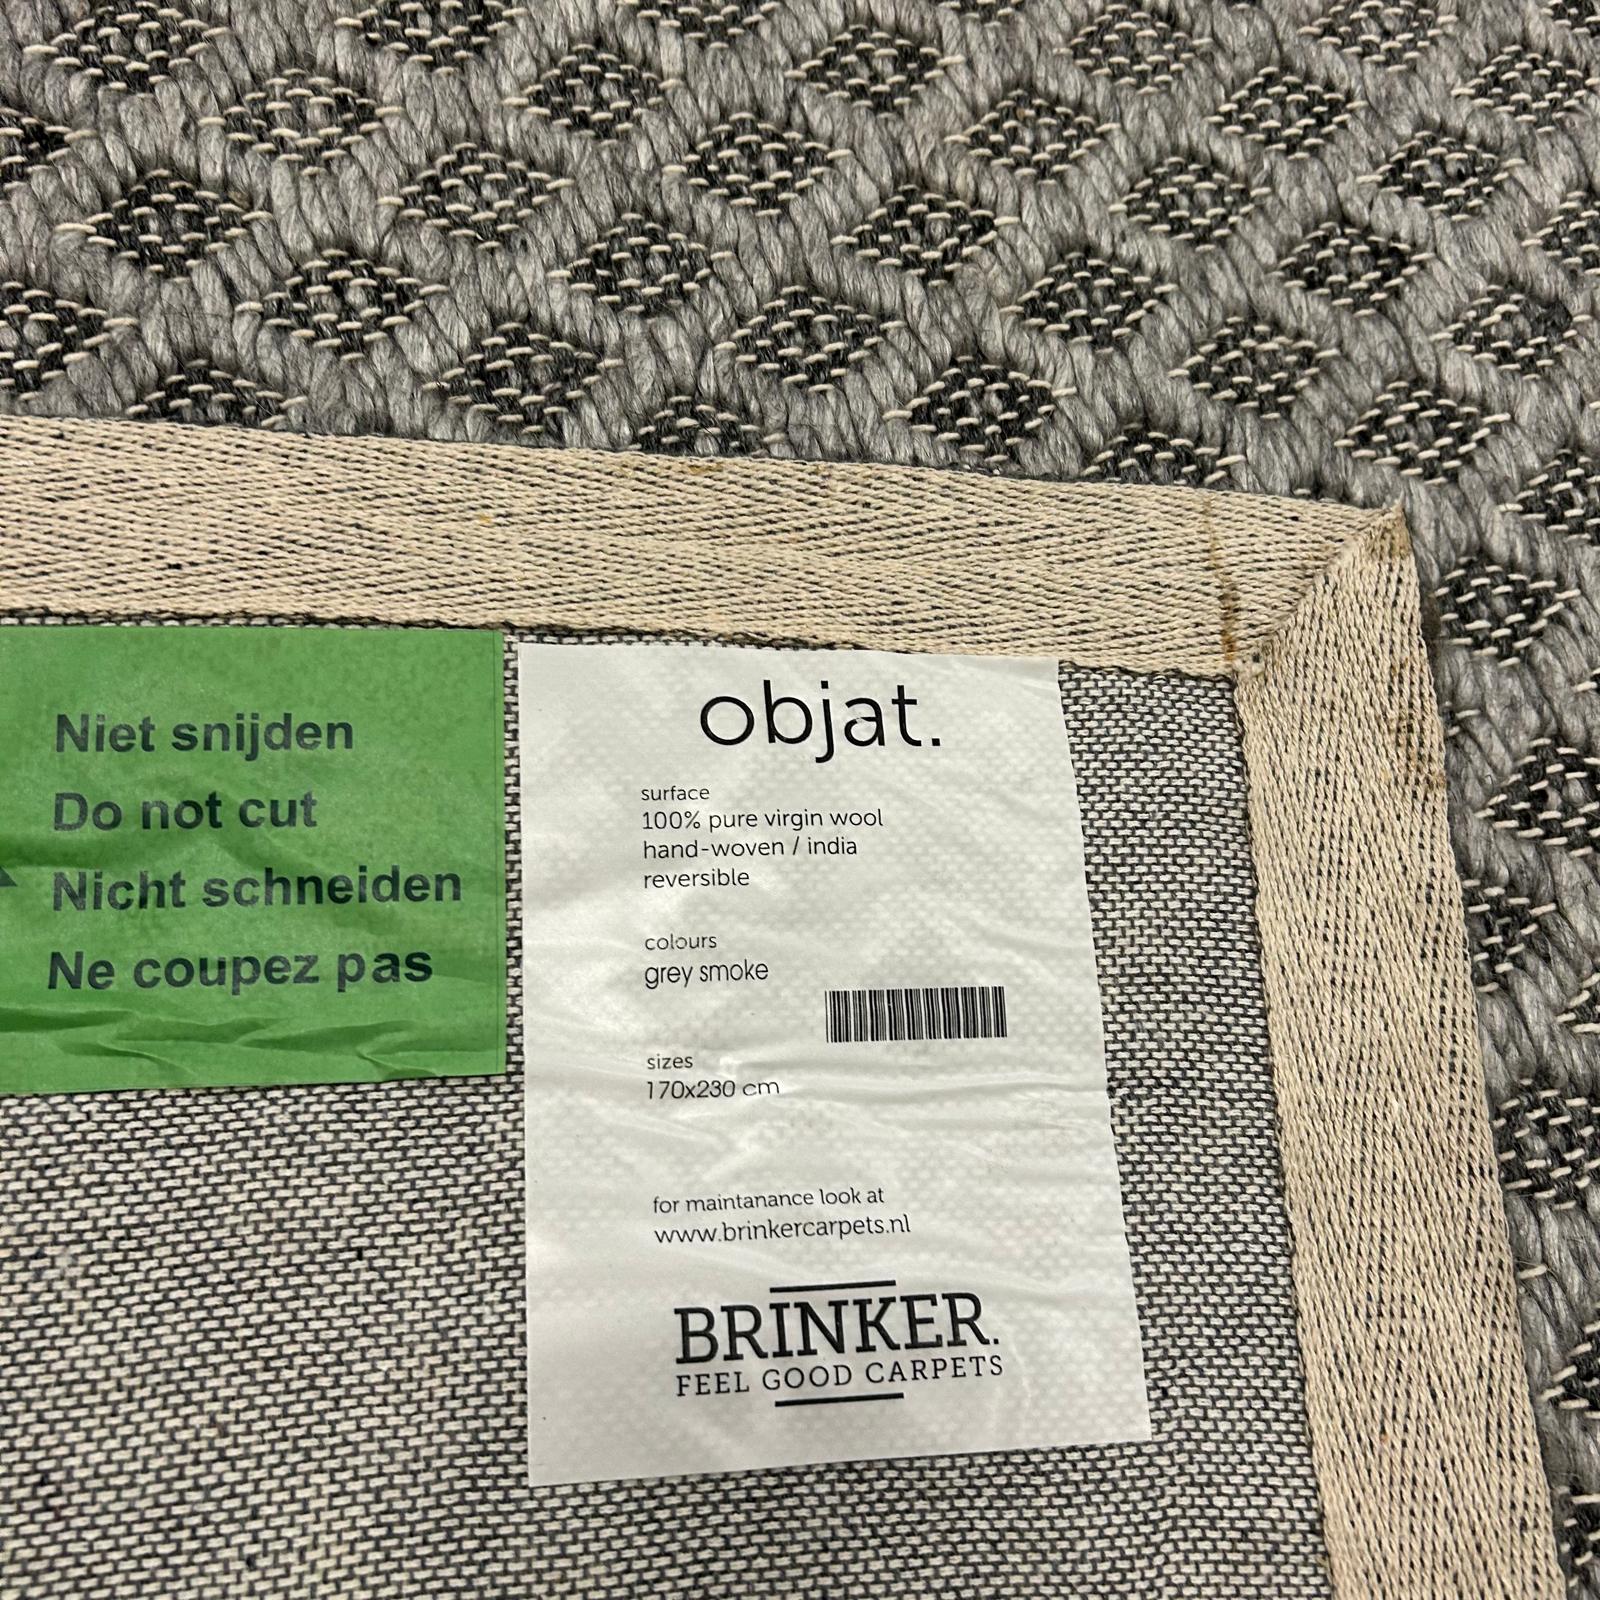 Niet snijden
Do not cut
Nicht schneiden
Ne coupez pas
objat.
surface
100% pure virgin wool
hand-woven / india
reversible
colours
grey smoke
sizes
170x230 cm
for maintanance look at
www.brinkercarpets.nl
BRINKER.
FEEL GOOD CARPETS